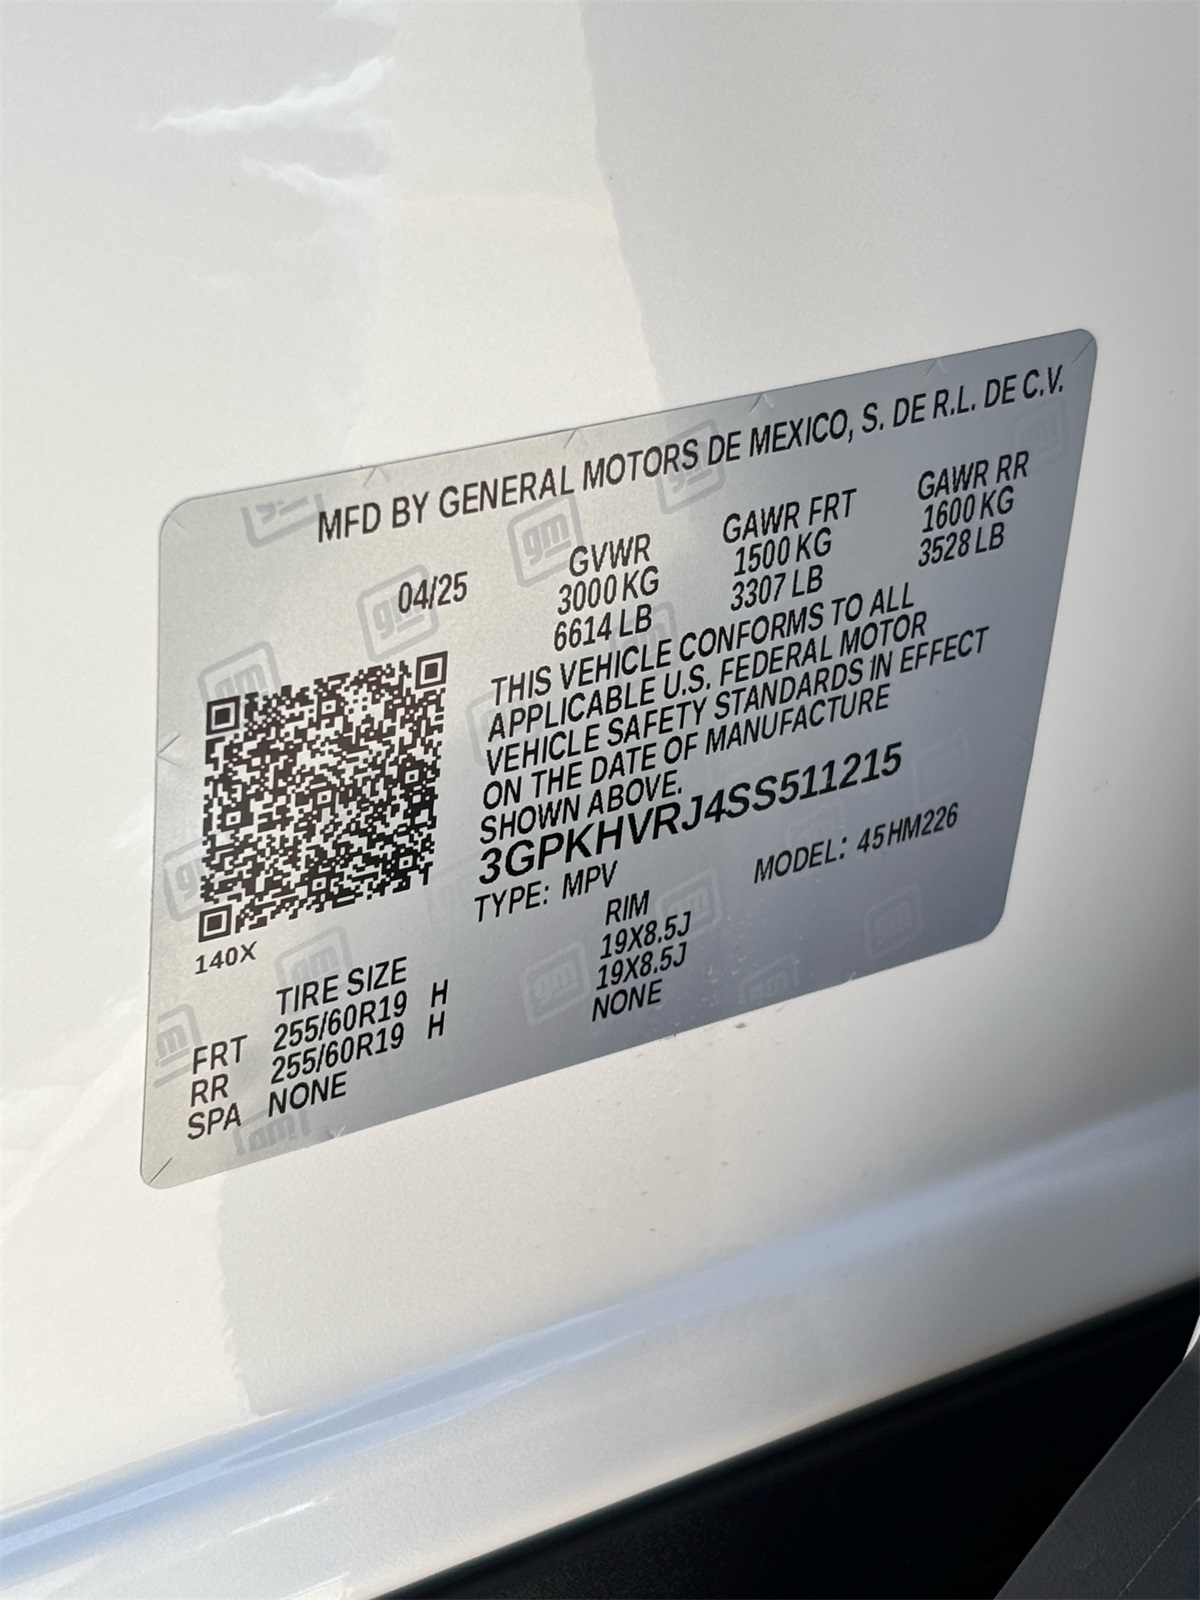 MFD BY GENERAL MOTORS DE MEXICO, S. DE R.L. DE C.V.
04/25 GVWR GAWR FRT GAWR RR
3000 KG 1500 KG 1600 KG
6614 LB 3307 LB 3528 LB
THIS VEHICLE CONFORMS TO ALL
APPLICABLE U.S. FEDERAL MOTOR
VEHICLE SAFETY STANDARDS IN EFFECT
ON THE DATE OF MANUFACTURE
SHOWN ABOVE.
3GPKHVRJ4SS511215
TYPE: MPV MODEL: 45HM226
140X
TIRE SIZE RIM
FRT 255/60R19 H 19X8.5J
RR 255/60R19 H 19X8.5J
SPA NONE NONE